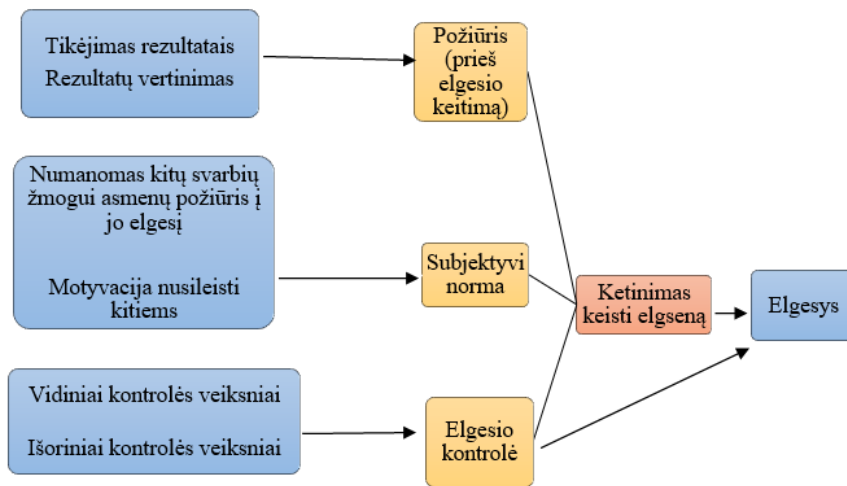 Tikėjimas rezultatais
Rezultatų vertinimas
Požiūris
(prieš
elgesio
keitimą)
Numanomas kitų svarbių
žmogui asmenų požiūris į
jo elgesį
Motyvacija nusileisti
kitiems
Subjektyvi
norma
Ketinimas
keisti elgseną
Elgesys
Vidiniai kontrolės veiksniai
Išoriniai kontrolės veiksniai
Elgesio
kontrolė